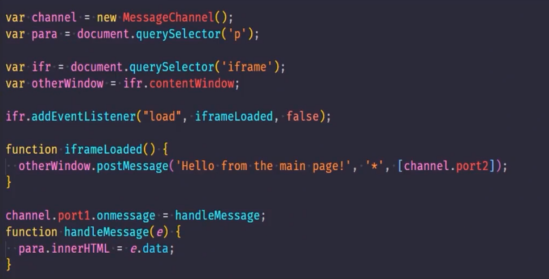 var channel = new MessageChannel();
var para = document.querySelector('p');

var ifr = document.querySelector('iframe');
var otherWindow = ifr.contentWindow;

ifr.addEventListener("load", iframeLoaded, false);

function iframeLoaded() {
  otherWindow.postMessage('Hello from the main page!', '*', [channel.port2]);
}

channel.port1.onmessage = handleMessage;
function handleMessage(e) {
  para.innerHTML = e.data;
}